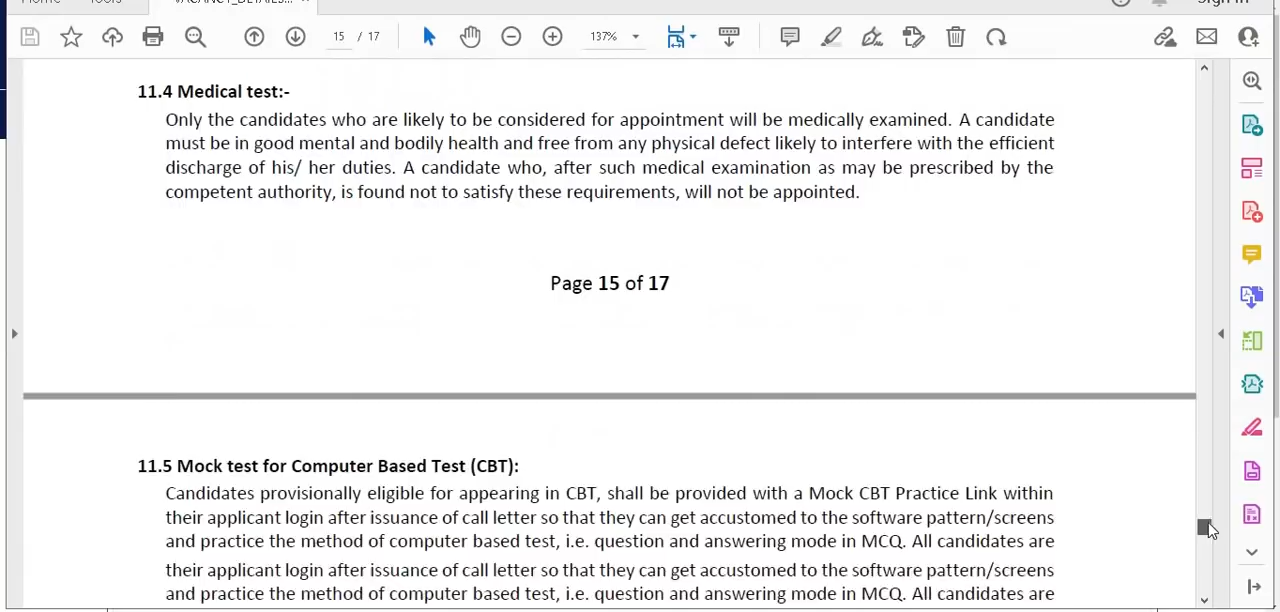 VACANCY_DETAILS...
15 / 17
137%
11.4 Medical test:-
Only the candidates who are likely to be considered for appointment will be medically examined. A candidate
must be in good mental and bodily health and free from any physical defect likely to interfere with the efficient
discharge of his/ her duties. A candidate who, after such medical examination as may be prescribed by the
competent authority, is found not to satisfy these requirements, will not be appointed.
Page 15 of 17
11.5 Mock test for Computer Based Test (CBT):
Candidates provisionally eligible for appearing in CBT, shall be provided with a Mock CBT Practice Link within
their applicant login after issuance of call letter so that they can get accustomed to the software pattern/screens
and practice the method of computer based test, i.e. question and answering mode in MCQ. All candidates are
their applicant login after issuance of call letter so that they can get accustomed to the software pattern/screens
and practice the method of computer based test, i.e. question and answering mode in MCQ. All candidates are